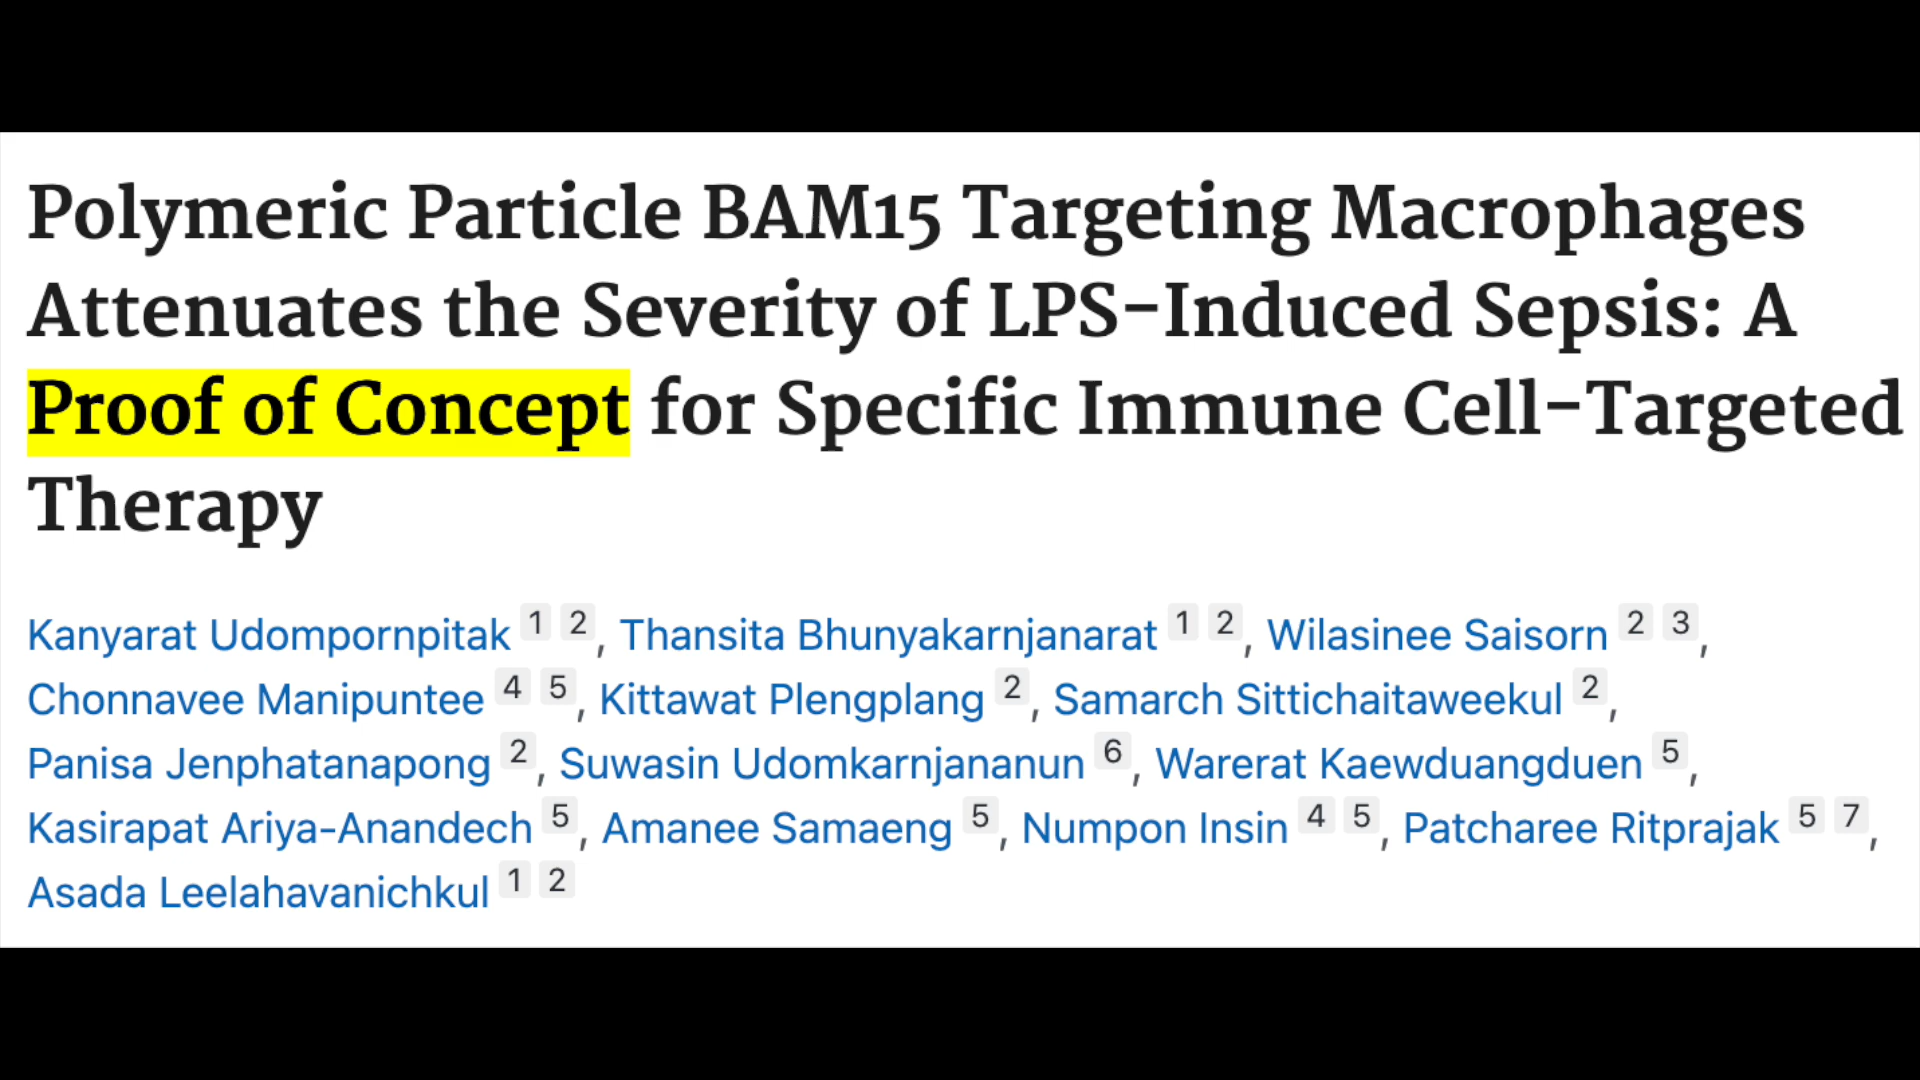 Polymeric Particle BAM15 Targeting Macrophages
Attenuates the Severity of LPS-Induced Sepsis: A
Proof of Concept for Specific Immune Cell-Targeted
Therapy
Kanyarat Udompornpitak 1 2, Thansita Bhunyakarnjanarat 1 2, Wilasinee Saisorn 2 3,
Chonnavee Manipuntee 4 5, Kittawat Plengplang 2, Samarch Sittichaitaweekul 2,
Panisa Jenphatanapong 2, Suwasin Udomkarnjananun 6, Warerat Kaewduangduen 5,
Kasirapat Ariya-Anandech 5, Amanee Samaeng 5, Numpon Insin 4 5, Patcharee Ritprajak 5 7,
Asada Leelahavanichkul 1 2